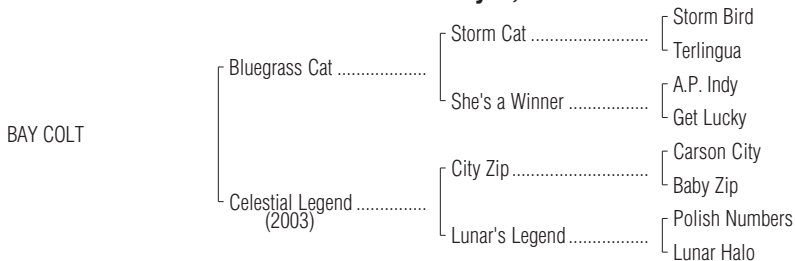 Storm Bird
Storm Cat ........................
Terlingua
Bluegrass Cat ...................
A.P. Indy
She's a Winner ................
Get Lucky
BAY COLT
Carson City
City Zip...........................
Baby Zip
Celestial Legend ..............
(2003)
Polish Numbers
Lunar's Legend................
Lunar Halo